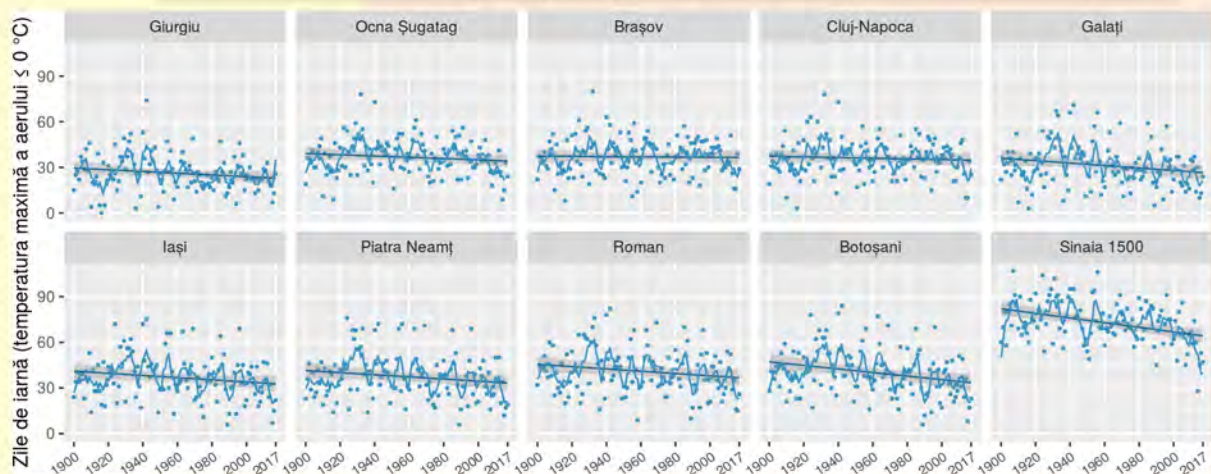 Zile de iarnă (temperatura maximă a aerului ≤ 0 °C)
Giurgiu Ocna Șugatag Brașov Cluj-Napoca Galați
90
60
30
0
Iași Piatra Neamț Roman Botoșani Sinaia 1500
90
60
30
0
1900 1920 1940 1960 1980 2000 2017 1900 1920 1940 1960 1980 2000 2017 1900 1920 1940 1960 1980 2000 2017 1900 1920 1940 1960 1980 2000 2017 1900 1920 1940 1960 1980 2000 2017